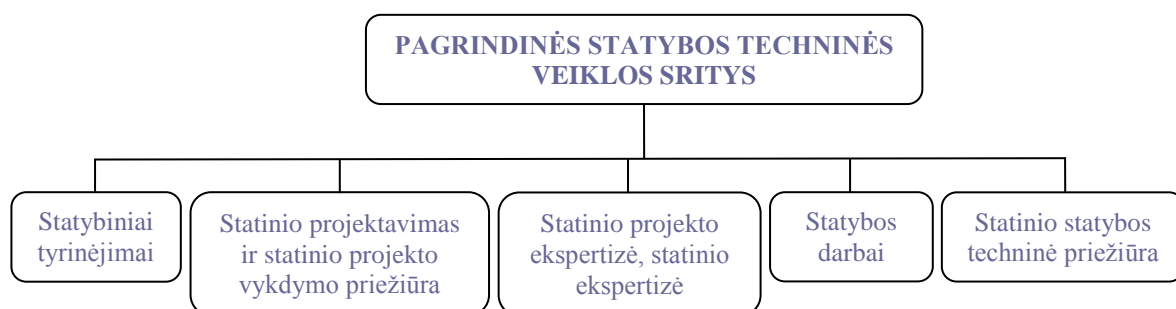 PAGRINDINĖS STATYBOS TECHNINĖS
VEIKLOS SRITYS
Statybiniai
tyrinėjimai
Statinio projektavimas
ir statinio projekto
vykdymo priežiūra
Statinio projekto
ekspertizė, statinio
ekspertizė
Statybos
darbai
Statinio statybos
techninė priežiūra